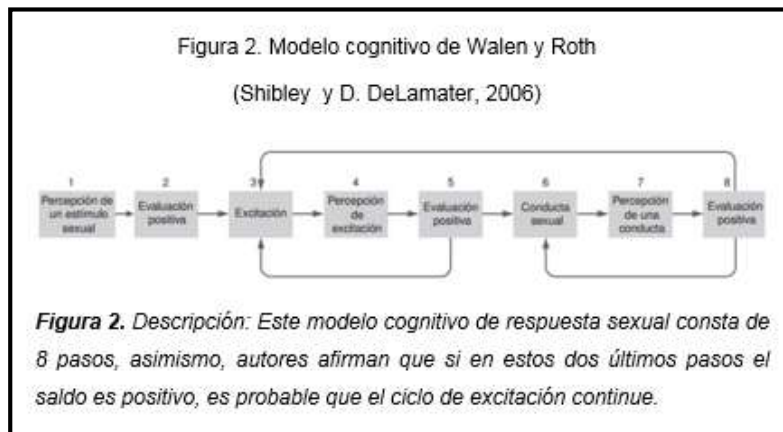 Figura 2. Modelo cognitivo de Walen y Roth
(Shibley y D. DeLamater, 2006)
1
Percepción de
un estímulo
sexual
2
Evaluación
positiva
3
Excitación
4
Percepción
de
excitación
5
Evaluación
positiva
6
Conducta
sexual
7
Percepción
de una
conducta
8
Evaluación
positiva
Figura 2. Descripción: Este modelo cognitivo de respuesta sexual consta de
8 pasos, asimismo, autores afirman que si en estos dos últimos pasos el
saldo es positivo, es probable que el ciclo de excitación continue.